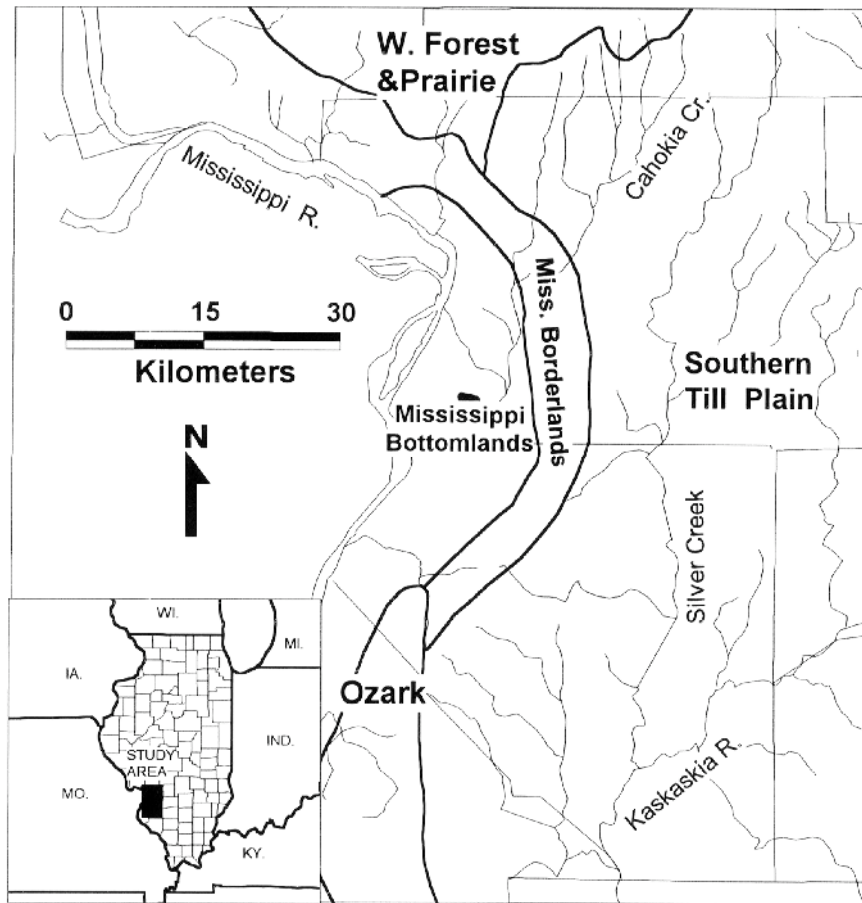 W. Forest
&Prairie
Cahokia Cr.
Mississippi R.
Miss. Borderlands
0 15 30
Kilometers
Southern
Till Plain
Mississippi
Bottomlands
N
Silver Creek
WI.
MI.
IA.
Ozark
IND.
STUDY
AREA
MO.
Kaskaskia R.
KY.